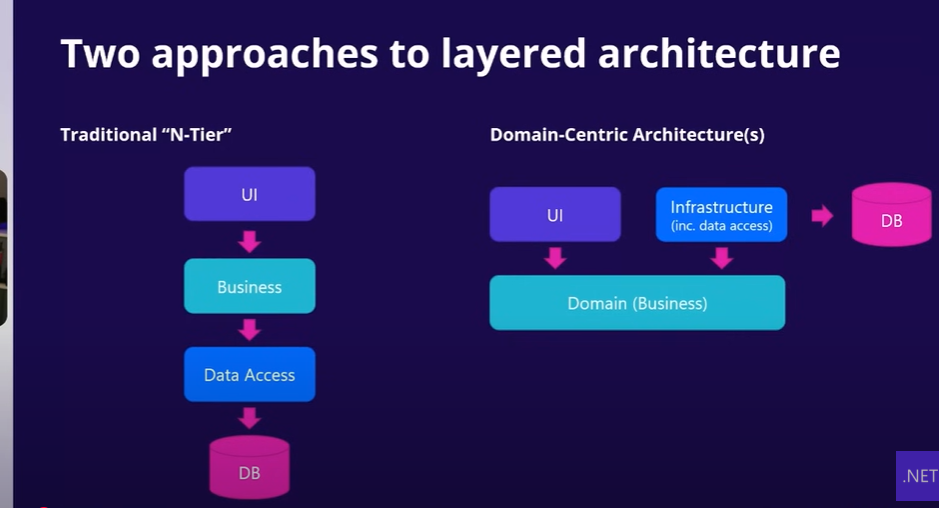 Two approaches to layered architecture
Traditional “N-Tier”
UI
Business
Data Access
DB
Domain-Centric Architecture(s)
UI
Infrastructure
(inc. data access)
DB
Domain (Business)
.NET